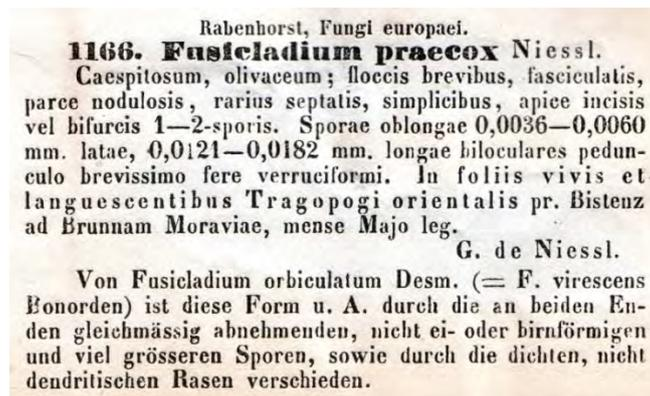 Rabenhorst, Fungi europaei.
1166. Fusicladium praecox Niessl.
Caespitosum, olivaceum; floccis brevibus, fasciculatis,
parce nodulosis, rarius septatis, simplicibus, apice incisis
vel bifurcis 1—2-sporis. Sporae oblongae 0,0036—0,0060
mm. latae, 0,0121—0,0182 mm. longae biloculares pedun-
culo brevissimo fere verruciformi. In foliis vivis et
languescentibus Tragopogi orientalis pr. Bistenz
ad Brunnam Moraviae, mense Majo leg.
G. de Niessl.
Von Fusicladium orbiculatum Desm. (= F. virescens
Bonorden) ist diese Form u. A. durch die an beiden En-
den gleichmässig abnehmenden, nicht ei- oder birnförmigen
und viel grösseren Sporen, sowie durch die dichten, nicht
dendritischen Rasen verschieden.